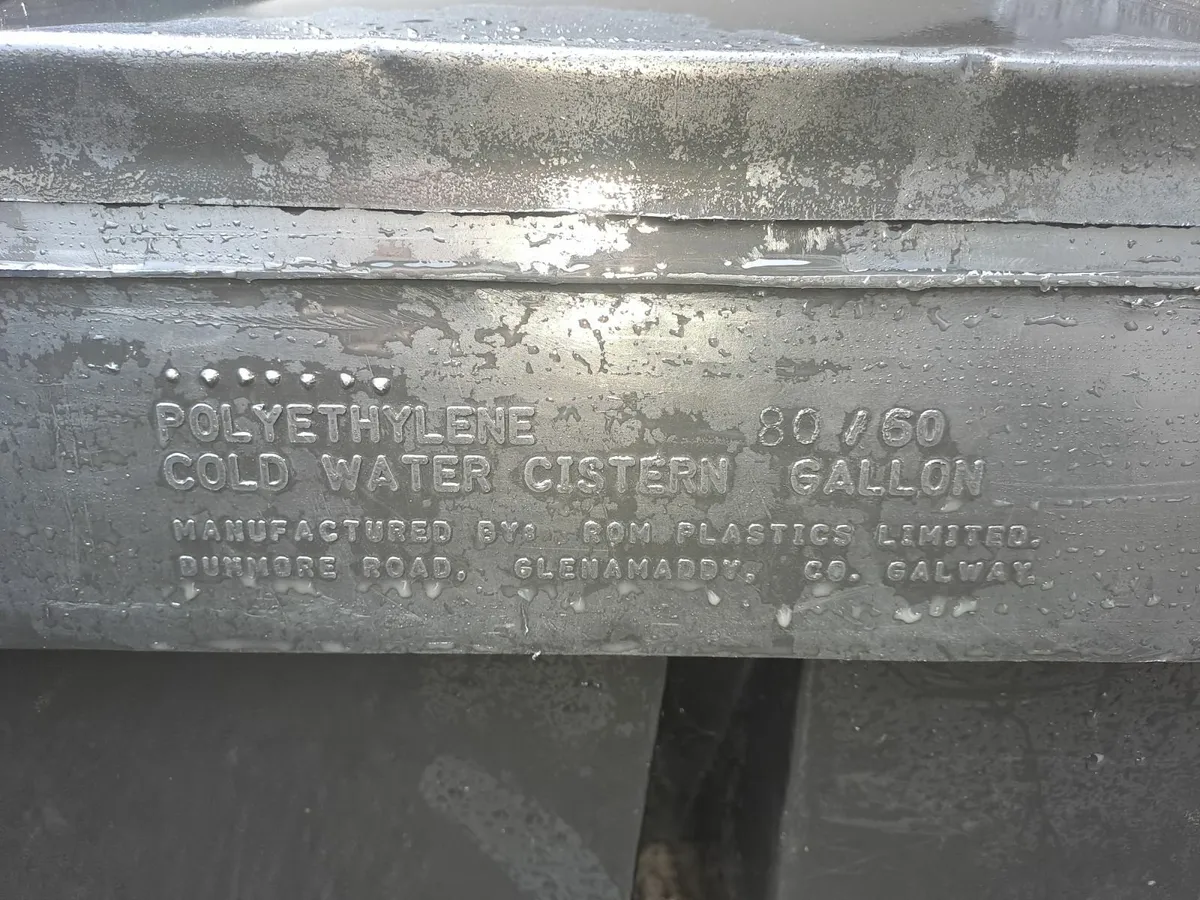 POLYETHYLENE 80/60
COLD WATER CISTERN GALLON
MANUFACTURED BY: ROM PLASTICS LIMITED.
DUNMORE ROAD, GLENAMADDY, CO. GALWAY.